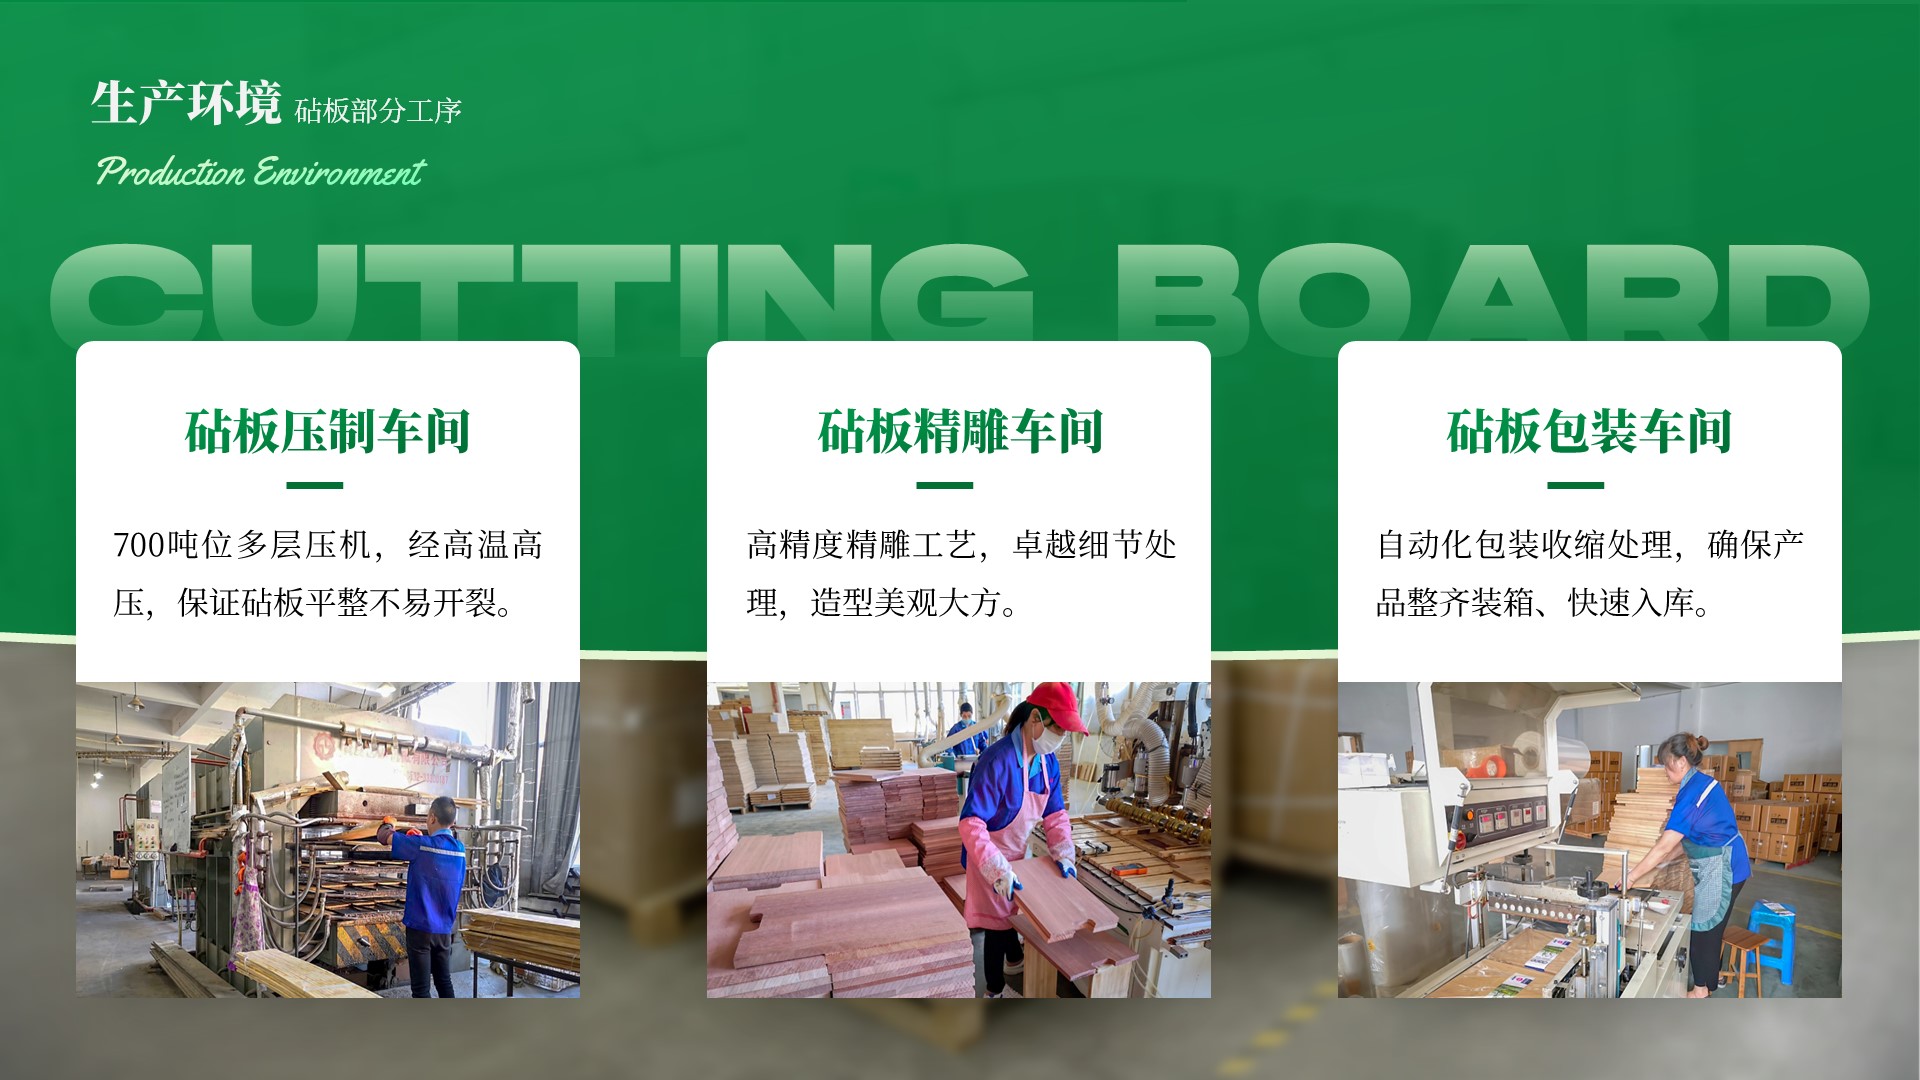 生产环境 砧板部分工序
Production Environment
CUTTING BOARD
砧板压制车间
700吨位多层压机，经高温高
压，保证砧板平整不易开裂。
砧板精雕车间
高精度精雕工艺，卓越细节处
理，造型美观大方。
砧板包装车间
自动化包装收缩处理，确保产
品整齐装箱、快速入库。